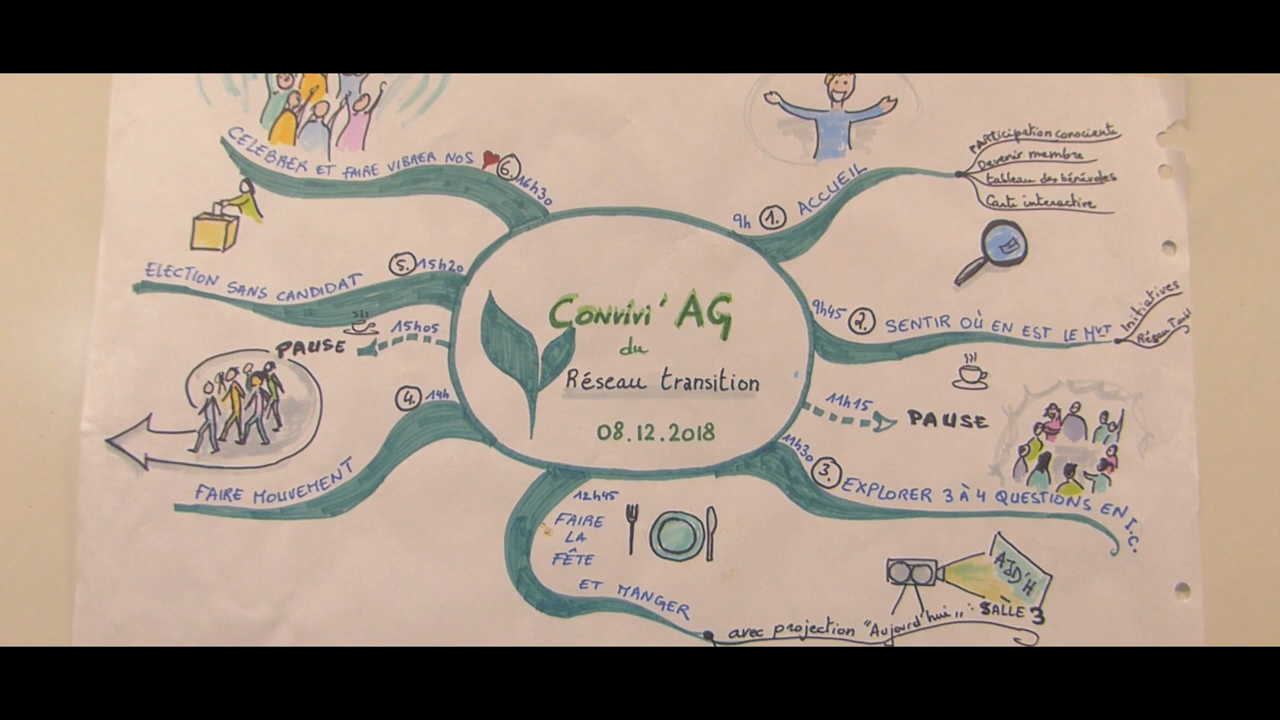 Convivi' AG
du
Réseau transition
08.12.2018
9h 1. ACCUEIL
Participation consciente
Devenir membre
tableau des bénévoles
Carte interactive
9h45 2. SENTIR OÙ EN EST LE MVT
Initiatives
Réseau
11h15
PAUSE
11h30 3. EXPLORER 3 À 4 QUESTIONS EN I.C.
12h45
FAIRE
LA
FÊTE
ET MANGER
avec projection "Aujourd'hui,,: SALLE 3
AJD'H
4. 14h
FAIRE MOUVEMENT
15h05
PAUSE
5. 15h20
ELECTION SANS CANDIDAT
6. 16h30
CELEBRER ET FAIRE VIBRER NOS